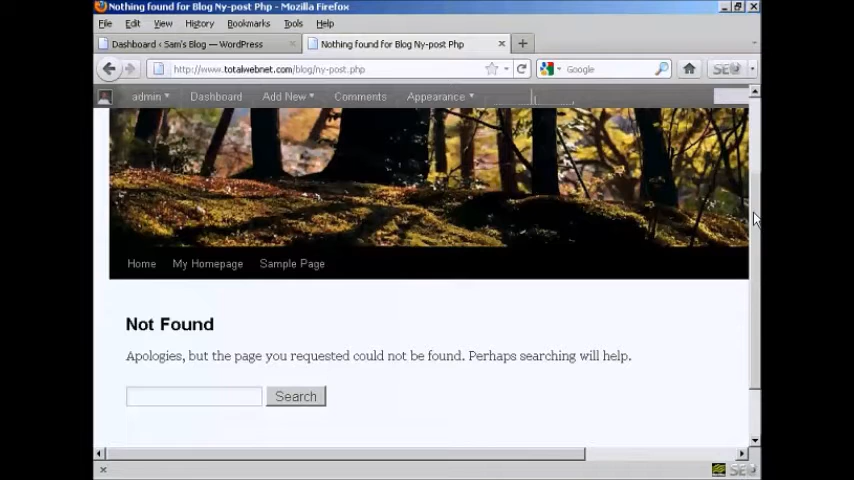 Nothing found for Blog Ny-post Php - Mozilla Firefox
File Edit View History Bookmarks Tools Help
Dashboard ‹ Sam's Blog — WordPress × Nothing found for Blog Ny-post Php × +
http://www.totalwebnet.com/blog/ny-post.php Google SEO
admin Dashboard Add New Comments Appearance
Home My Homepage Sample Page
Not Found
Apologies, but the page you requested could not be found. Perhaps searching will help.
Search
× SEO